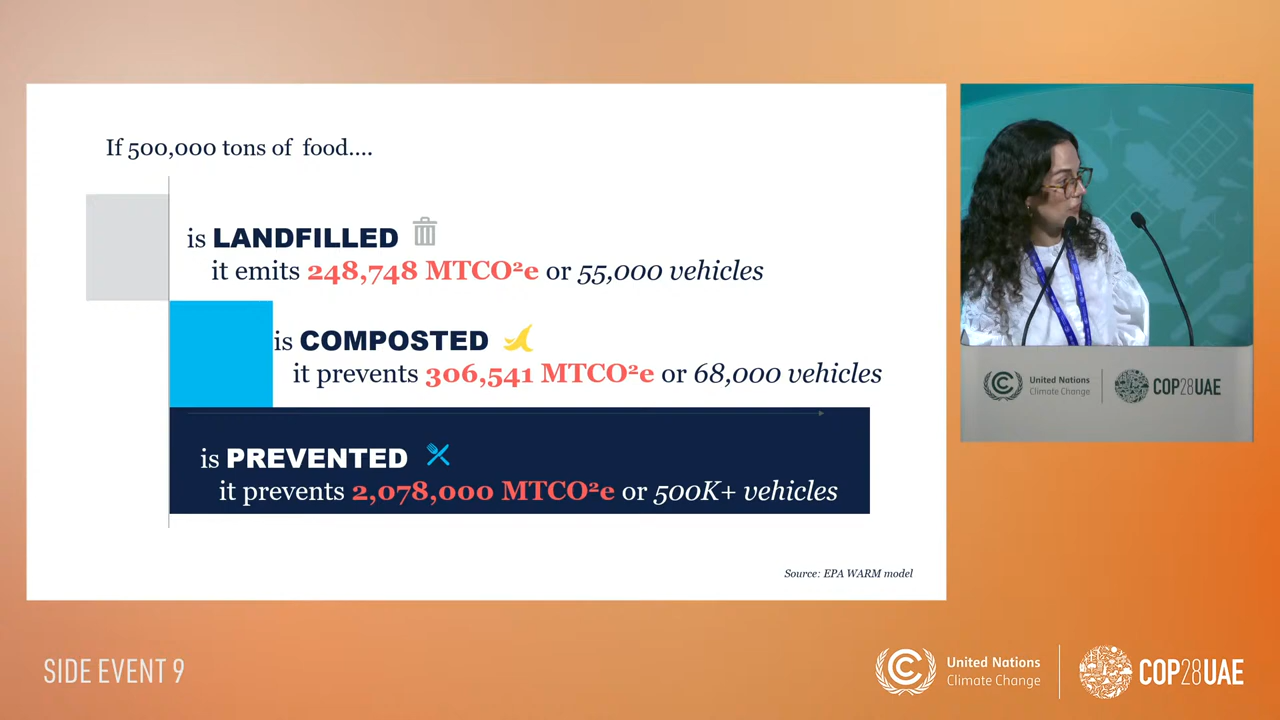 If 500,000 tons of food....
is LANDFILLED
it emits 248,748 MTCO²e or 55,000 vehicles
is COMPOSTED
it prevents 306,541 MTCO²e or 68,000 vehicles
is PREVENTED
it prevents 2,078,000 MTCO²e or 500K+ vehicles
Source: EPA WARM model
United Nations
Climate Change
COP28UAE
SIDE EVENT 9
United Nations
Climate Change
COP28UAE